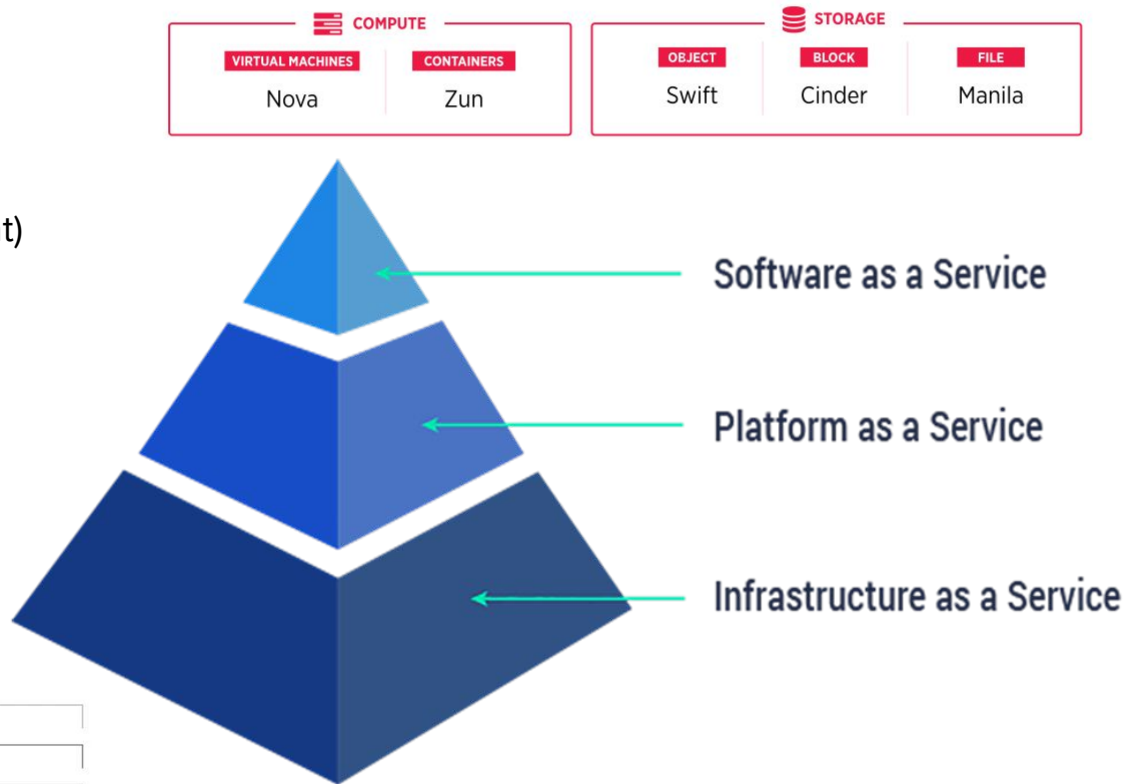 COMPUTE
STORAGE
VIRTUAL MACHINES CONTAINERS
OBJECT BLOCK FILE
Nova Zun
Swift Cinder Manila
t)
Software as a Service
Platform as a Service
Infrastructure as a Service